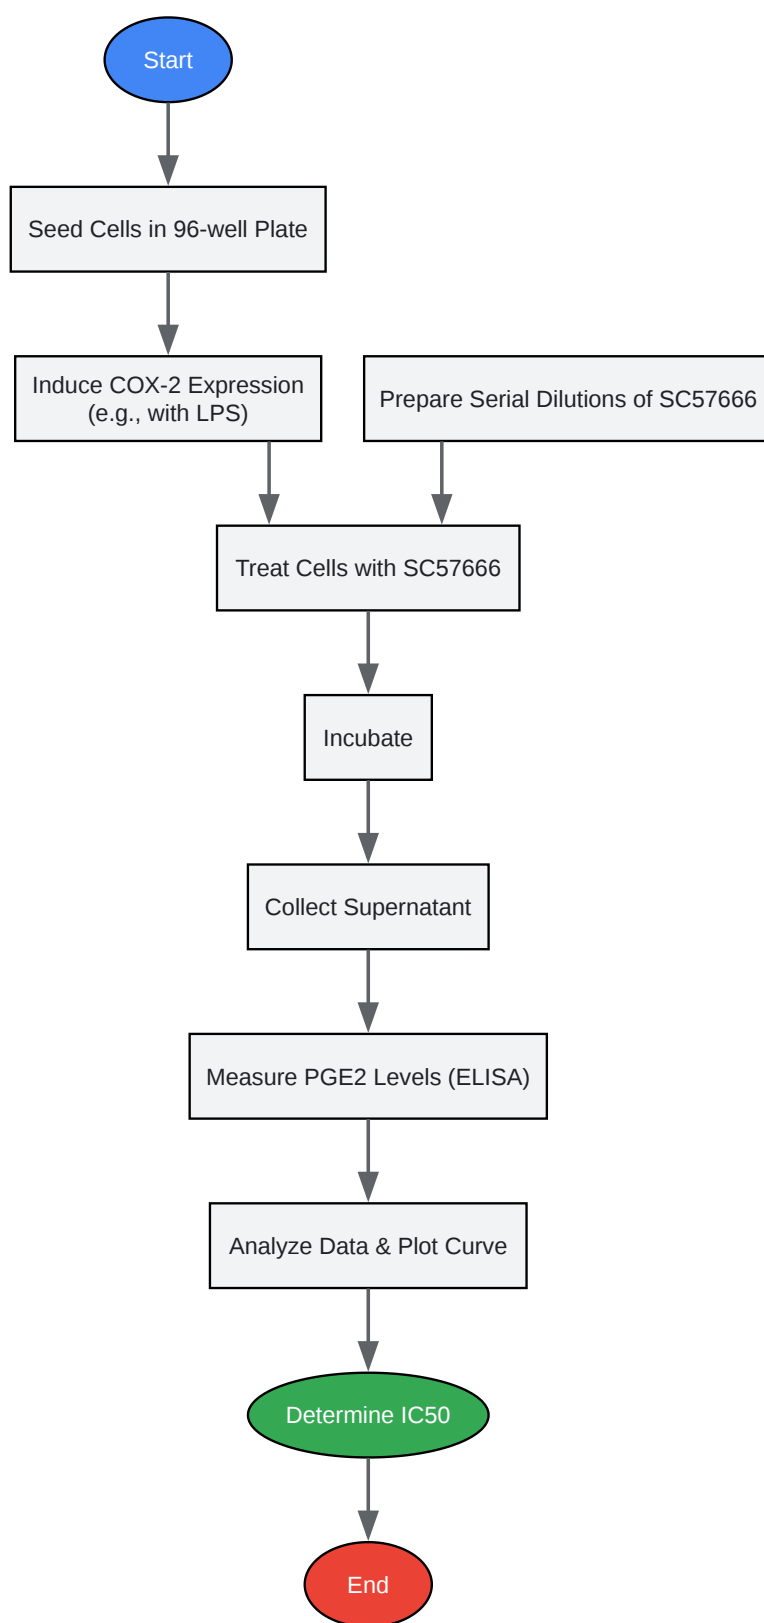 Start
Seed Cells in 96-well Plate
Induce COX-2 Expression
(e.g., with LPS)
Prepare Serial Dilutions of SC57666
Treat Cells with SC57666
Incubate
Collect Supernatant
Measure PGE2 Levels (ELISA)
Analyze Data & Plot Curve
Determine IC50
End